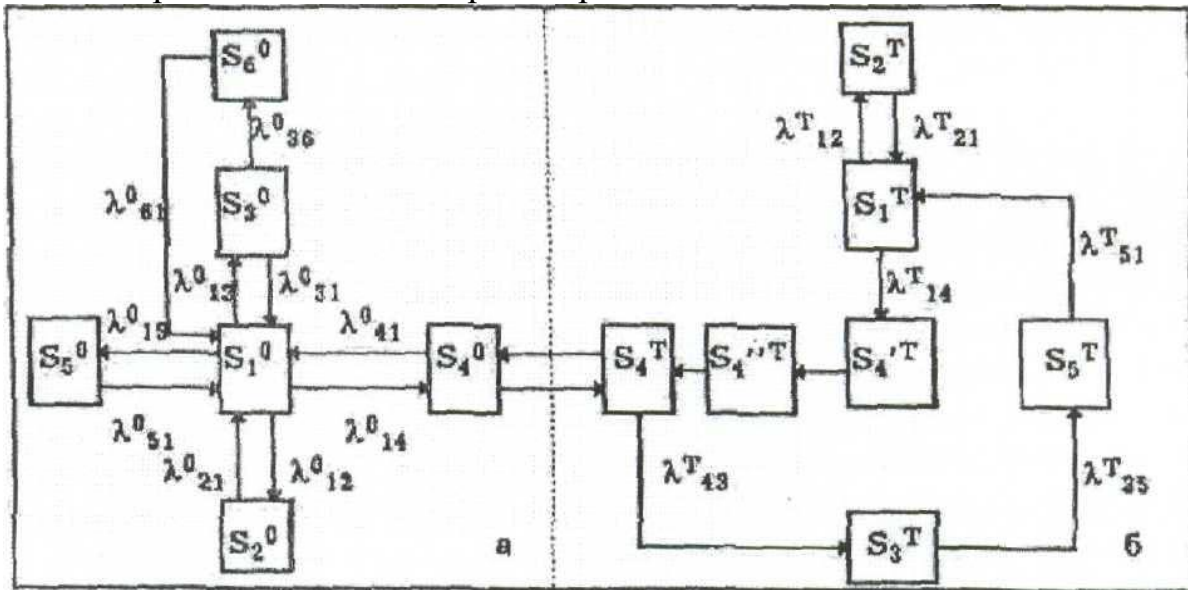 S₆⁰
S₂ᵀ
λ⁰₃₆
λᵀ₁₂
λᵀ₂₁
λ⁰₆₁
S₃⁰
S₁ᵀ
λᵀ₅₁
λ⁰₁₃
λ⁰₃₁
λᵀ₁₄
λ⁰₁₅
λ⁰₄₁
S₅⁰
S₁⁰
S₄⁰
S₄ᵀ
S₄''ᵀ
S₄'ᵀ
S₅ᵀ
λ⁰₅₁
λ⁰₁₄
λ⁰₂₁
λ⁰₁₂
λᵀ₄₃
λᵀ₃₅
S₂⁰
а
S₃ᵀ
б